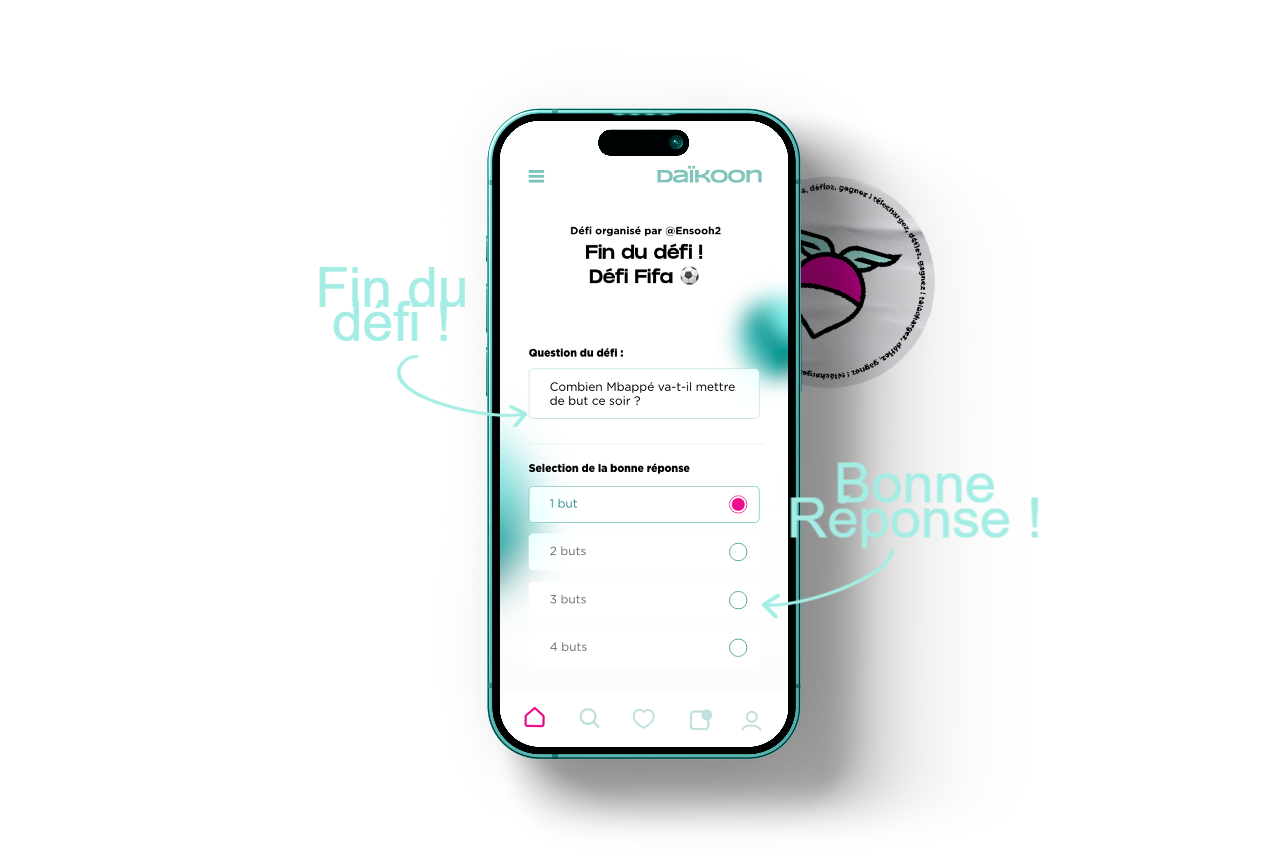 Daïkoon
Défi organisé par @Ensooh2
Fin du défi !
Défi Fifa ⚽
Fin du
défi !
Question du défi :
Combien Mbappé va-t-il mettre
de but ce soir ?
Selection de la bonne réponse
1 but
2 buts
3 buts
4 buts
Bonne
Réponse !
défiez, gagnez ! téléchargez, défiez, gagnez ! téléchargez, défiez, gagnez ! téléchargez